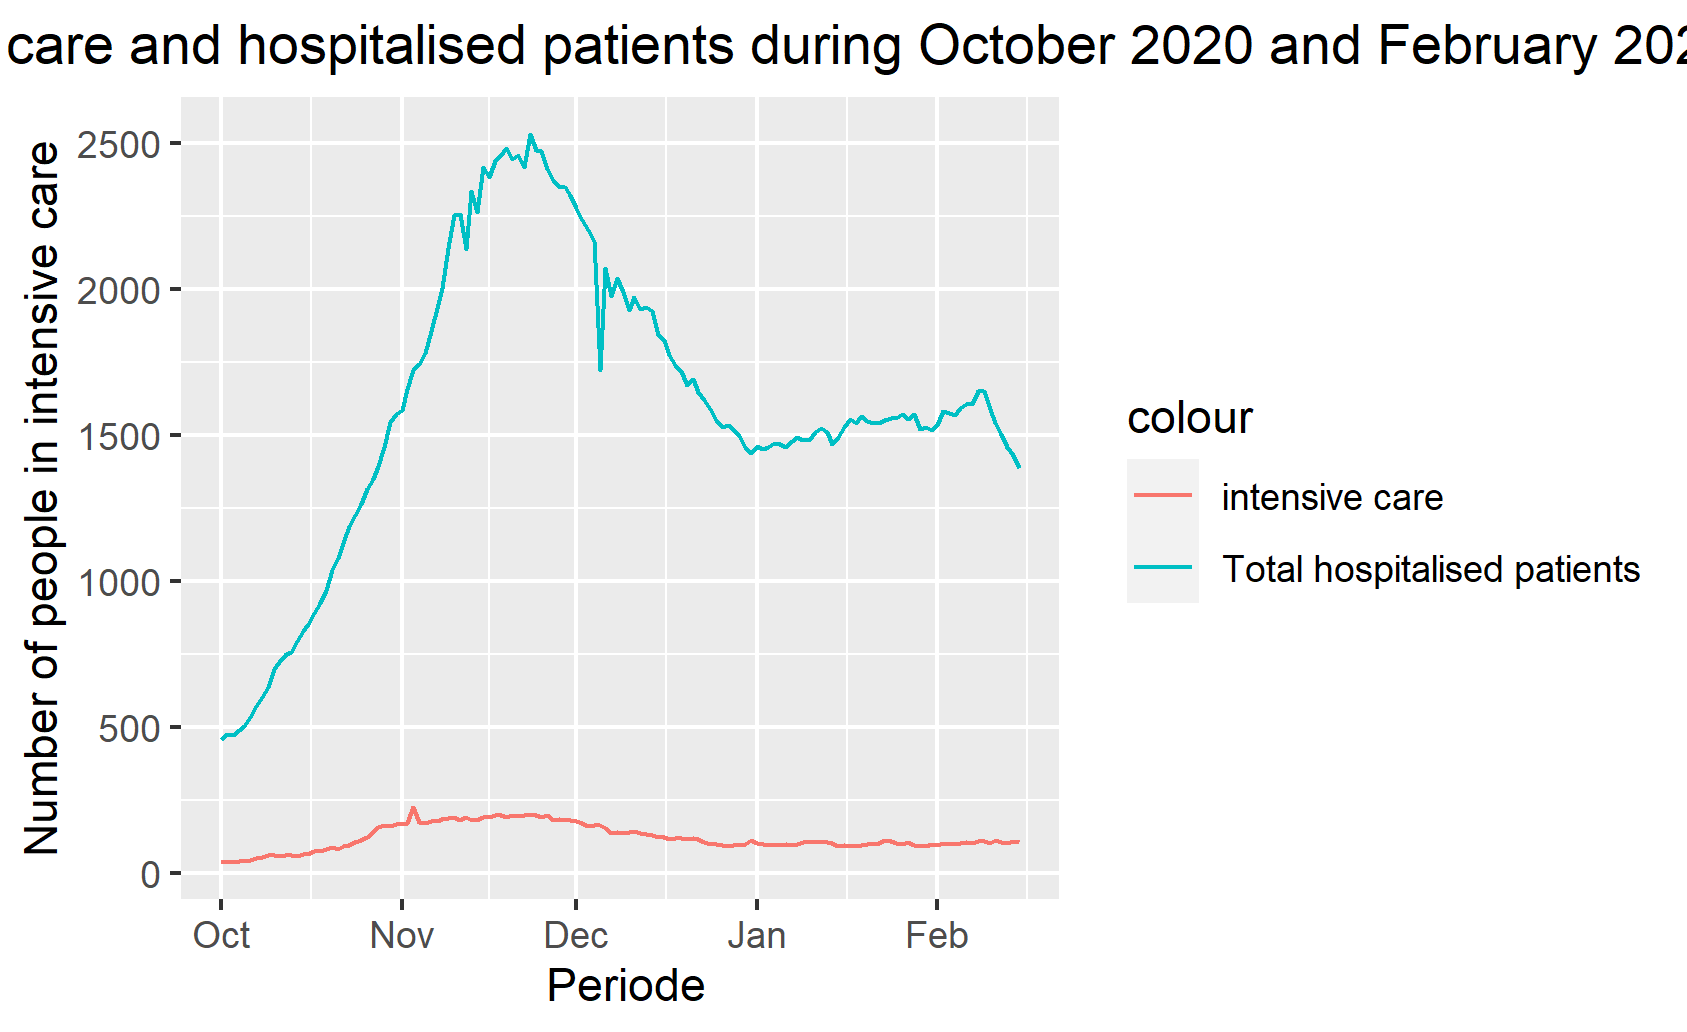 care and hospitalised patients during October 2020 and February 202
Number of people in intensive care
2500
2000
1500
1000
500
0
Oct Nov Dec Jan Feb
Periode
colour
intensive care
Total hospitalised patients